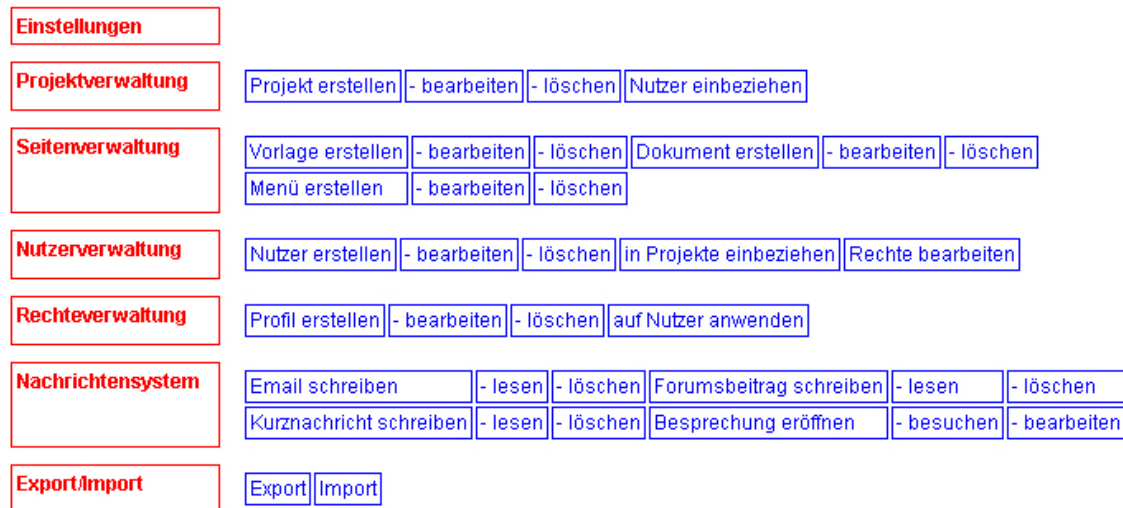 Einstellungen
Projektverwaltung Projekt erstellen - bearbeiten - löschen Nutzer einbeziehen
Seitenverwaltung Vorlage erstellen - bearbeiten - löschen Dokument erstellen - bearbeiten - löschen
Menü erstellen - bearbeiten - löschen
Nutzerverwaltung Nutzer erstellen - bearbeiten - löschen in Projekte einbeziehen Rechte bearbeiten
Rechteverwaltung Profil erstellen - bearbeiten - löschen auf Nutzer anwenden
Nachrichtensystem Email schreiben - lesen - löschen Forumsbeitrag schreiben - lesen - löschen
Kurznachricht schreiben - lesen - löschen Besprechung eröffnen - besuchen - bearbeiten
Export/Import Export Import